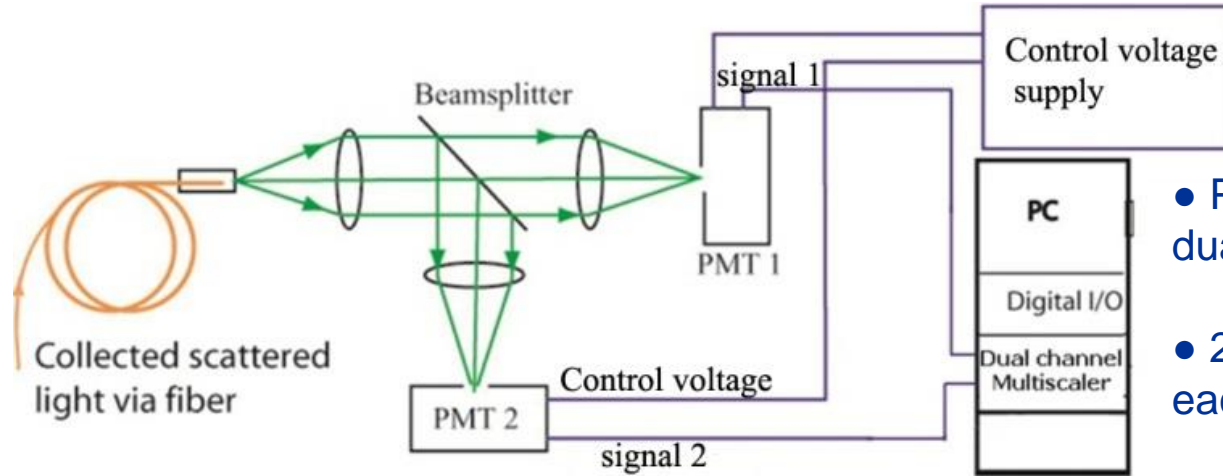 Control voltage
supply
signal 1
Beamsplitter
PMT 1
PC
Digital I/O
Dual channel
Multiscaler
Collected scattered
light via fiber
PMT 2
Control voltage
signal 2
●
● 2